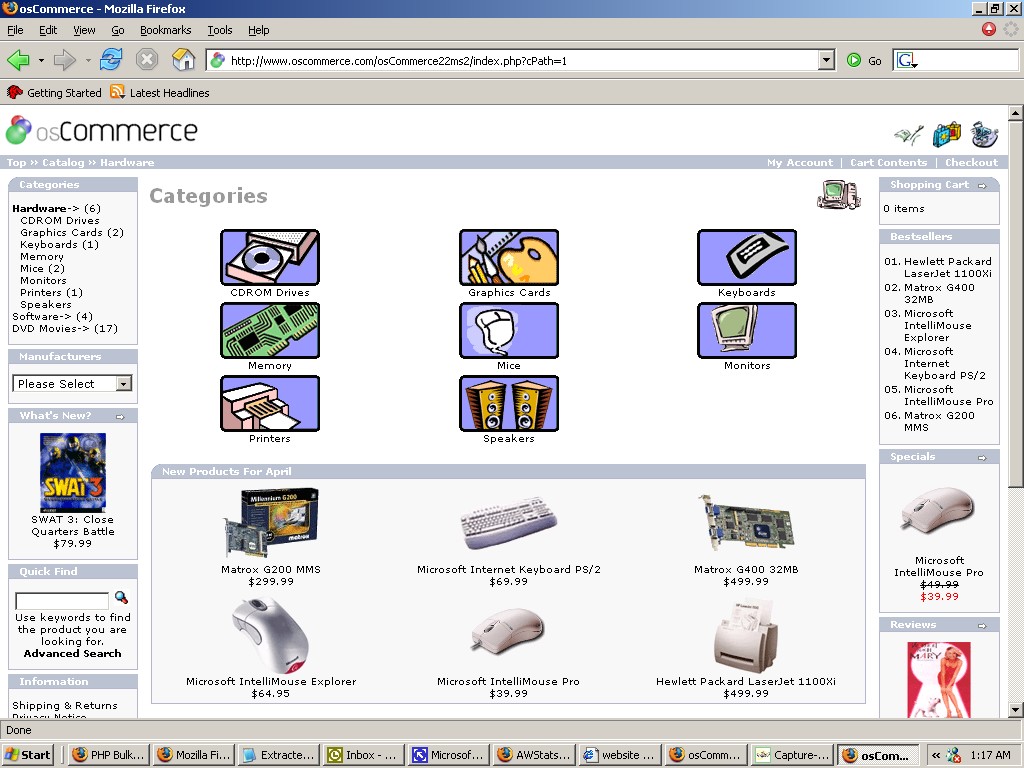 osCommerce - Mozilla Firefox
File Edit View Go Bookmarks Tools Help
http://www.oscommerce.com/osCommerce22ms2/index.php?cPath=1
Go
G
Getting Started Latest Headlines
osCommerce
Top » Catalog » Hardware
My Account | Cart Contents | Checkout
Categories
Hardware-> (6)
CDROM Drives
Graphics Cards (2)
Keyboards (1)
Memory
Mice (2)
Monitors
Printers (1)
Speakers
Software-> (4)
DVD Movies-> (17)
Manufacturers
Please Select
What's New?
SWAT 3
SWAT 3: Close
Quarters Battle
$79.99
Quick Find
Use keywords to find
the product you are
looking for.
Advanced Search
Information
Shipping & Returns
Privacy Notice
Categories
CDROM Drives
Graphics Cards
Keyboards
Memory
Mice
Monitors
Printers
Speakers
New Products For April
Millennium G200
matrox
Matrox G200 MMS
$299.99
Microsoft Internet Keyboard PS/2
$69.99
Matrox G400 32MB
$499.99
Microsoft IntelliMouse Explorer
$64.95
Microsoft IntelliMouse Pro
$39.99
Hewlett Packard LaserJet 1100Xi
$499.99
Shopping Cart
0 items
Bestsellers
01. Hewlett Packard
LaserJet 1100Xi
02. Matrox G400
32MB
03. Microsoft
IntelliMouse
Explorer
04. Microsoft
Internet
Keyboard PS/2
05. Microsoft
IntelliMouse Pro
06. Matrox G200
MMS
Specials
Microsoft
IntelliMouse Pro
$49.99
$39.99
Reviews
MARY
Done
Start
PHP Bulk...
Mozilla Fi...
Extracte...
Inbox - ...
Microsof...
AWStats...
website ...
osComm...
Capture-...
osCom...
«
1:17 AM